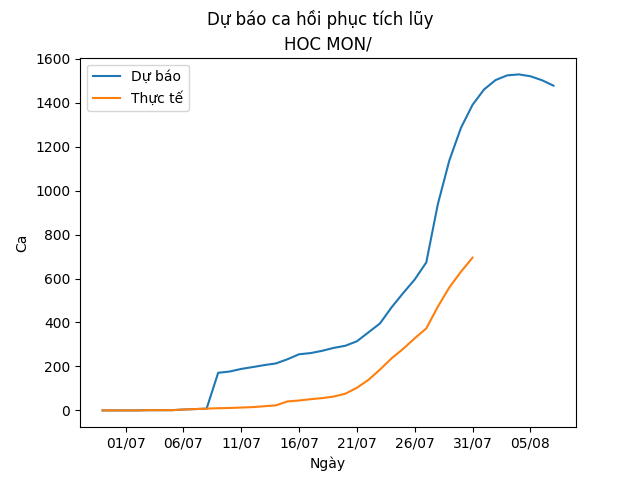 Dự báo ca hồi phục tích lũy
HOC MON/
Dự báo
Thực tế
1600
1400
1200
1000
800
600
400
200
0
Ca
01/07 06/07 11/07 16/07 21/07 26/07 31/07 05/08
Ngày